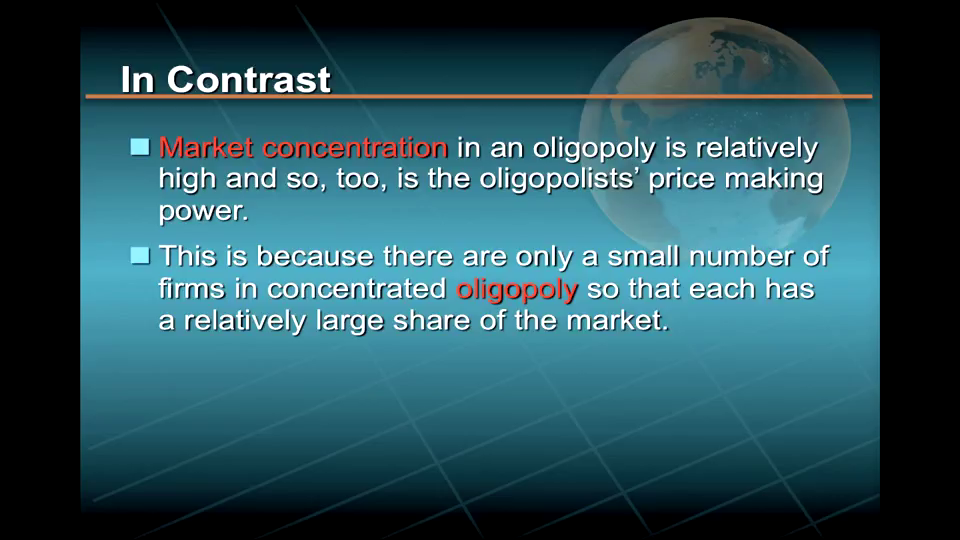 In Contrast
Market concentration in an oligopoly is relatively
high and so, too, is the oligopolists’ price making
power.
This is because there are only a small number of
firms in concentrated oligopoly so that each has
a relatively large share of the market.